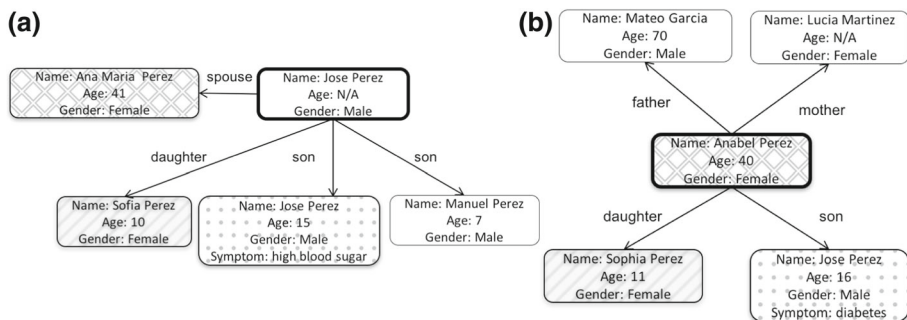 (a)
Name: Ana Maria Perez
Age: 41
Gender: Female
spouse
Name: Jose Perez
Age: N/A
Gender: Male
daughter
son
son
Name: Sofia Perez
Age: 10
Gender: Female
Name: Jose Perez
Age: 15
Gender: Male
Symptom: high blood sugar
Name: Manuel Perez
Age: 7
Gender: Male
(b)
Name: Mateo Garcia
Age: 70
Gender: Male
Name: Lucia Martinez
Age: N/A
Gender: Female
father
mother
Name: Anabel Perez
Age: 40
Gender: Female
daughter
son
Name: Sophia Perez
Age: 11
Gender: Female
Name: Jose Perez
Age: 16
Gender: Male
Symptom: diabetes